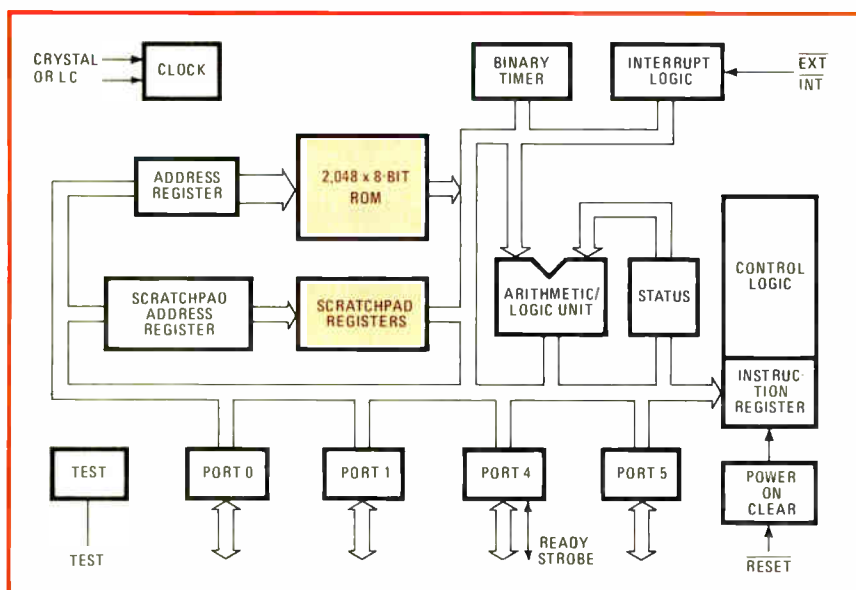 CRYSTAL
OR LC
CLOCK
BINARY
TIMER
INTERRUPT
LOGIC
EXT
INT
ADDRESS
REGISTER
2,048 x 8-BIT
ROM
SCRATCHPAD
ADDRESS
REGISTER
SCRATCHPAD
REGISTERS
ARITHMETIC/
LOGIC UNIT
STATUS
CONTROL
LOGIC
INSTRUC-
TION
REGISTER
TEST
PORT 0
PORT 1
PORT 4
PORT 5
POWER
ON
CLEAR
TEST
READY
STROBE
RESET